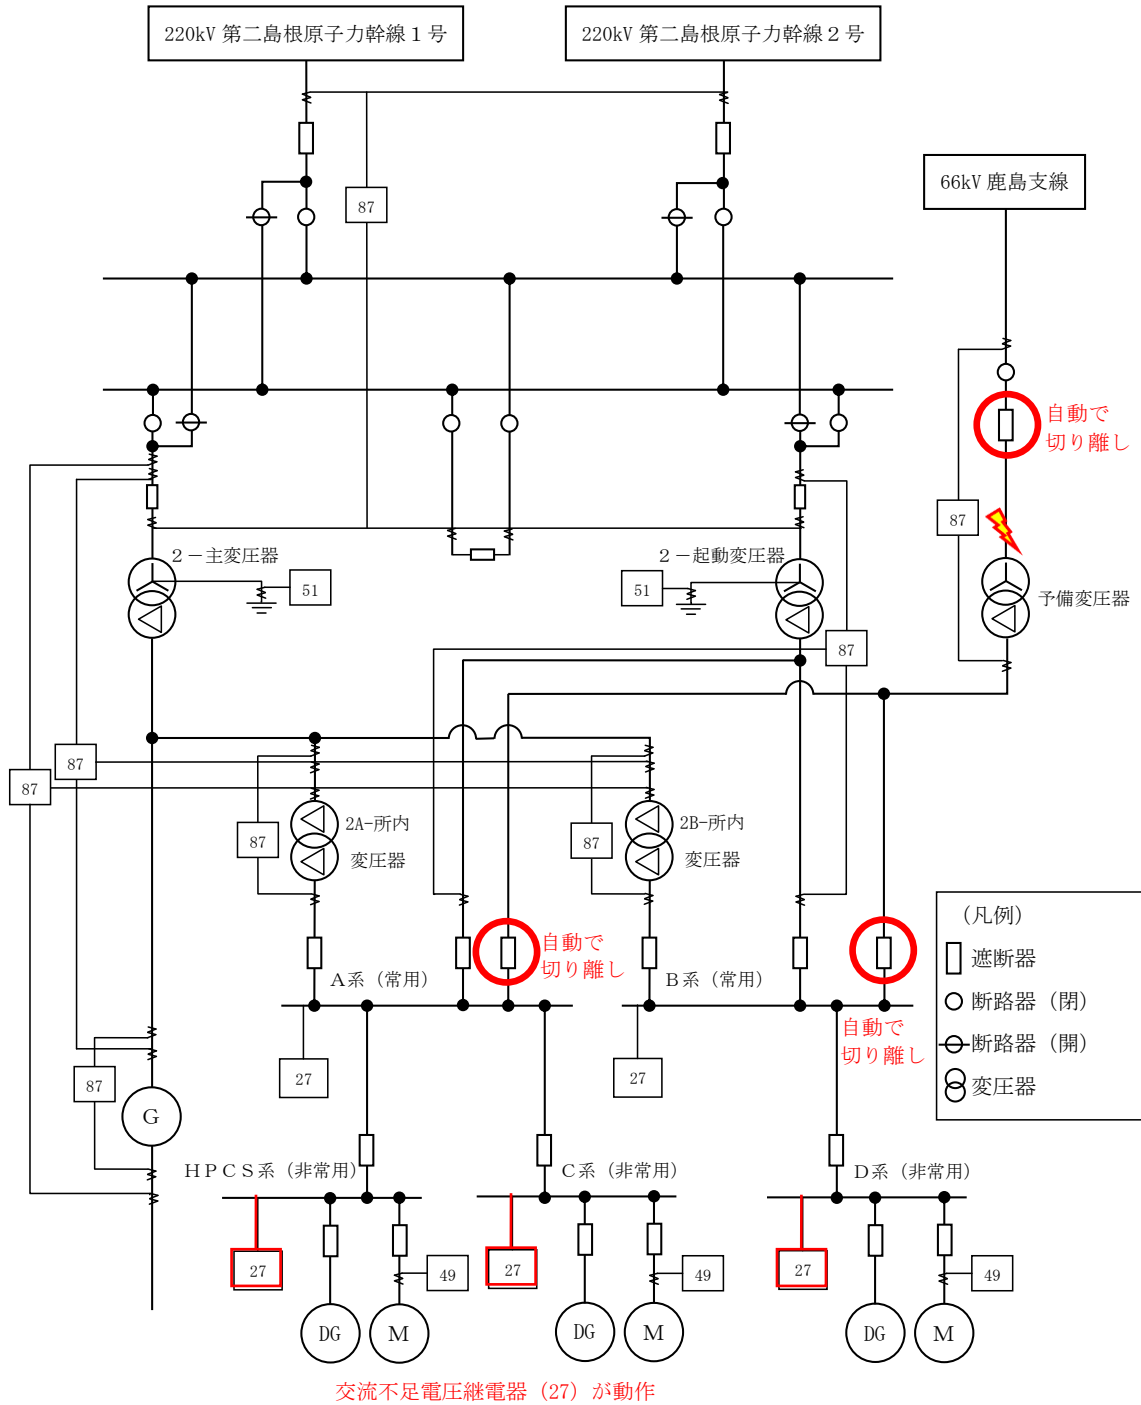 220kV 第二島根原子力幹線１号
220kV 第二島根原子力幹線２号
66kV 鹿島支線
87
自動で
切り離し
87
２－主変圧器
51
２－起動変圧器
51
予備変圧器
87
87
87
87
2A-所内
変圧器
87
2B-所内
変圧器
（凡例）
遮断器
断路器（閉）
断路器（開）
変圧器
自動で
切り離し
A系（常用）
B系（常用）
自動で
切り離し
27
27
87
G
ＨＰＣＳ系（非常用）
Ｃ系（非常用）
Ｄ系（非常用）
27
49
27
49
27
49
DG
M
DG
M
DG
M
交流不足電圧継電器（27）が動作